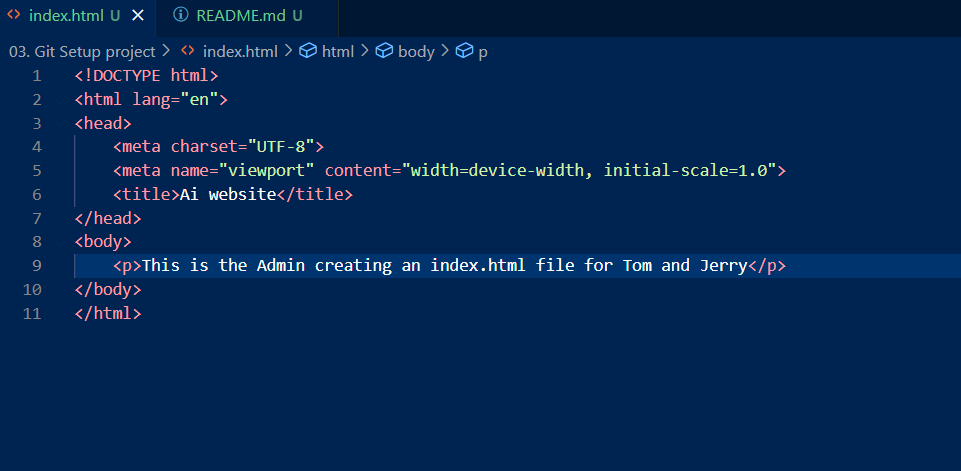 index.html U
README.md U
03. Git Setup project > index.html > html > body > p
1 <!DOCTYPE html>
2 <html lang="en">
3 <head>
4     <meta charset="UTF-8">
5     <meta name="viewport" content="width=device-width, initial-scale=1.0">
6     <title>Ai website</title>
7 </head>
8 <body>
9     <p>This is the Admin creating an index.html file for Tom and Jerry</p>
10 </body>
11 </html>